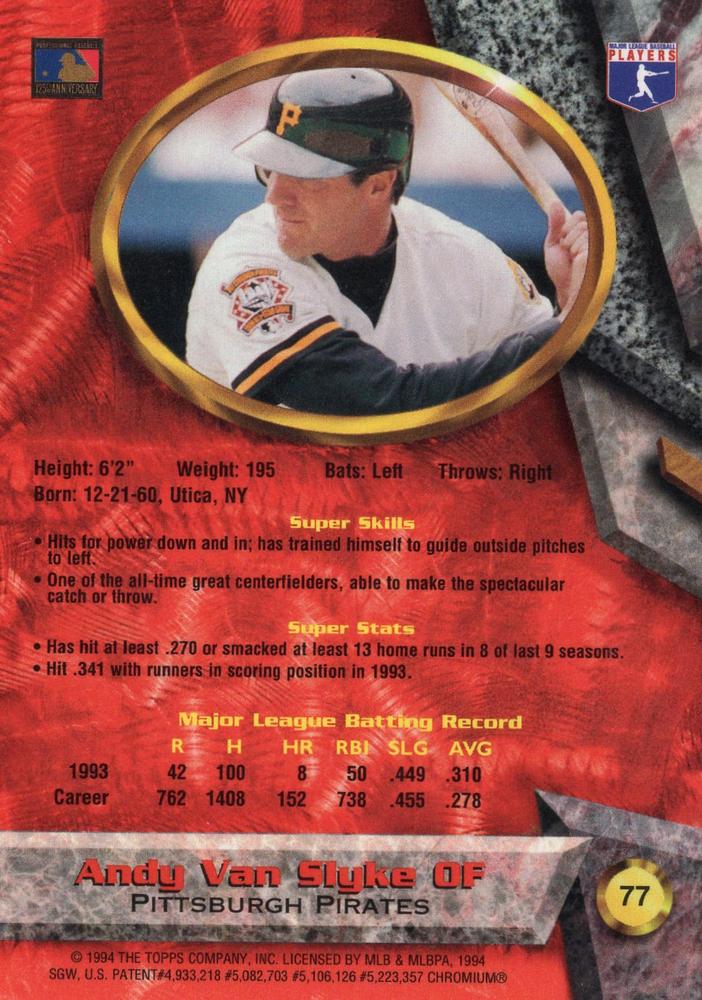 PROFESSIONAL BASEBALL
125TH ANNIVERSARY
MAJOR LEAGUE BASEBALL
PLAYERS
P
Height: 6'2" Weight: 195 Bats: Left Throws: Right
Born: 12-21-60, Utica, NY
Super Skills
• Hits for power down and in; has trained himself to guide outside pitches
to left.
• One of the all-time great centerfielders, able to make the spectacular
catch or throw.
Super Stats
• Has hit at least .270 or smacked at least 13 home runs in 8 of last 9 seasons.
• Hit .341 with runners in scoring position in 1993.
Major League Batting Record
R H HR RBI SLG AVG
1993 42 100 8 50 .449 .310
Career 762 1408 152 738 .455 .278
Andy Van Slyke OF
PITTSBURGH PIRATES
77
© 1994 THE TOPPS COMPANY, INC. LICENSED BY MLB & MLBPA, 1994
SGW, U.S. PATENT#4,933,218 #5,082,703 #5,106,126 #5,223,357 CHROMIUM®